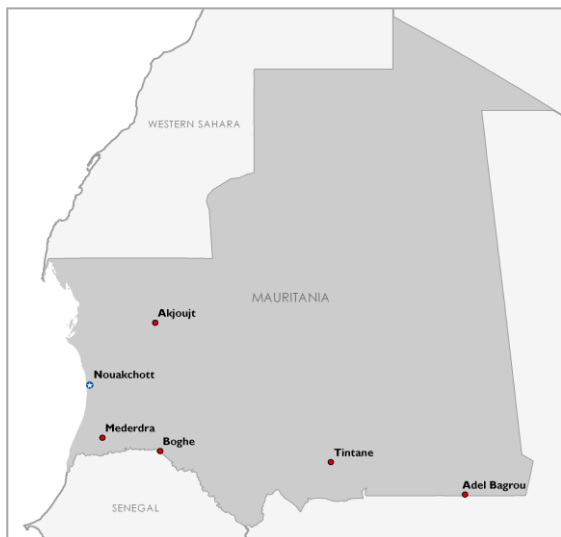 WESTERN SAHARA
MAURITANIA
Akjoujt
Nouakchott
Mederdra
Boghe
Tintane
Adel Bagrou
SENEGAL